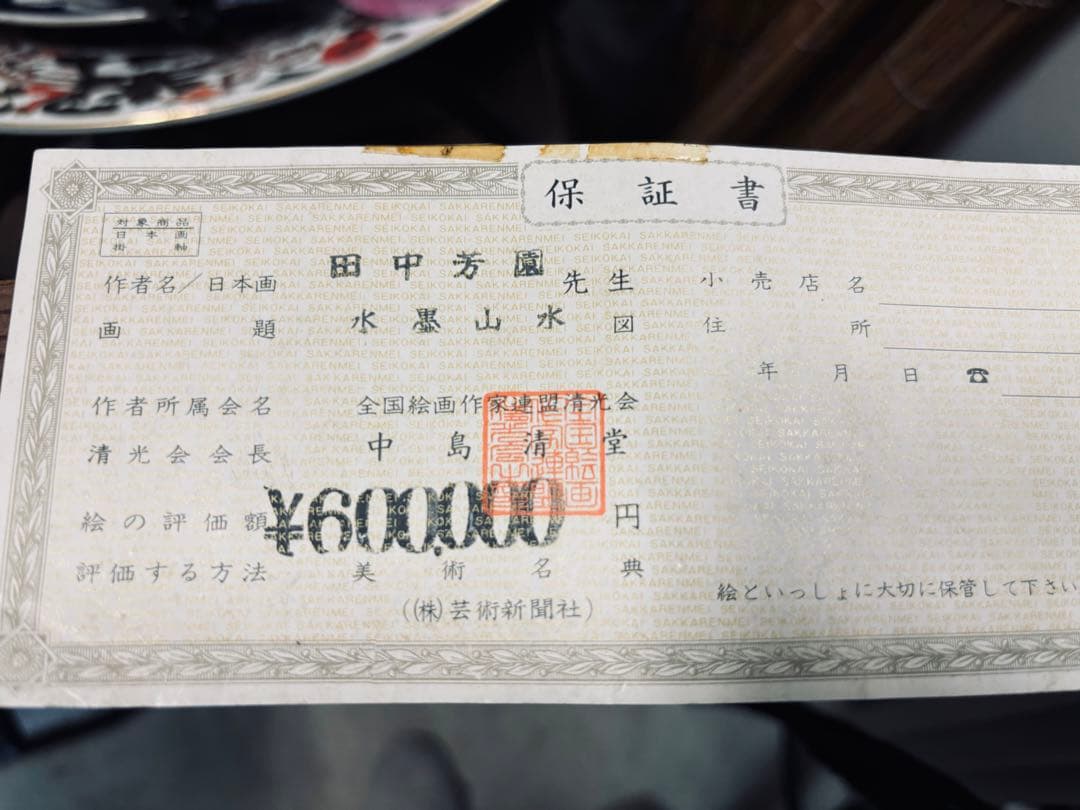 保証書
対象商品
日本画
掛軸
作者名/日本画 田中芳園 先生
画題 水墨山水図
作者所属会名 全国絵画作家連盟清光会
清光会会長 中島清堂
絵の評価額 ¥600,000円
評価する方法 美術名典
((株)芸術新聞社)
小売店名
住所
年 月 日 ☎
絵といっしょに大切に保管して下さい
SEIKOKAI SAKKARENMEI